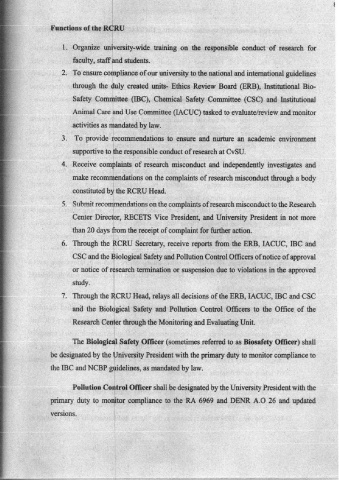 Functions of the RCRU
1. Organize university-wide training on the responsible conduct of research for
faculty, staff and students.
2. To ensure compliance of our university to the national and international guidelines
through the duly created units- Ethics Review Board (ERB), Institutional Bio-
Safety Committee (IBC), Chemical Safety Committee (CSC) and Institutional
Animal Care and Use Committee (IACUC) tasked to evaluate/review and monitor
activities as mandated by law.
3. To provide recommendations to ensure and nurture an academic environment
supportive to the responsible conduct of research at CvSU.
4. Receive complaints of research misconduct and independently investigates and
make recommendations on the complaints of research misconduct through a body
constituted by the RCRU Head.
5. Submit recommendations on the complaints of research misconduct to the Research
Center Director, RECETS Vice President, and University President in not more
than 20 days from the receipt of complaint for further action.
6. Through the RCRU Secretary, receive reports from the ERB, IACUC, IBC and
CSC and the Biological Safety and Pollution Control Officers of notice of approval
or notice of research termination or suspension due to violations in the approved
study.
7. Through the RCRU Head, relays all decisions of the ERB, IACUC, IBC and CSC
and the Biological Safety and Pollution Control Officers to the Office of the
Research Center through the Monitoring and Evaluating Unit.
The Biological Safety Officer (sometimes referred to as Biosafety Officer) shall
be designated by the University President with the primary duty to monitor compliance to
the IBC and NCBP guidelines, as mandated by law.
Pollution Control Officer shall be designated by the University President with the
primary duty to monitor compliance to the RA 6969 and DENR A.O 26 and updated
versions.